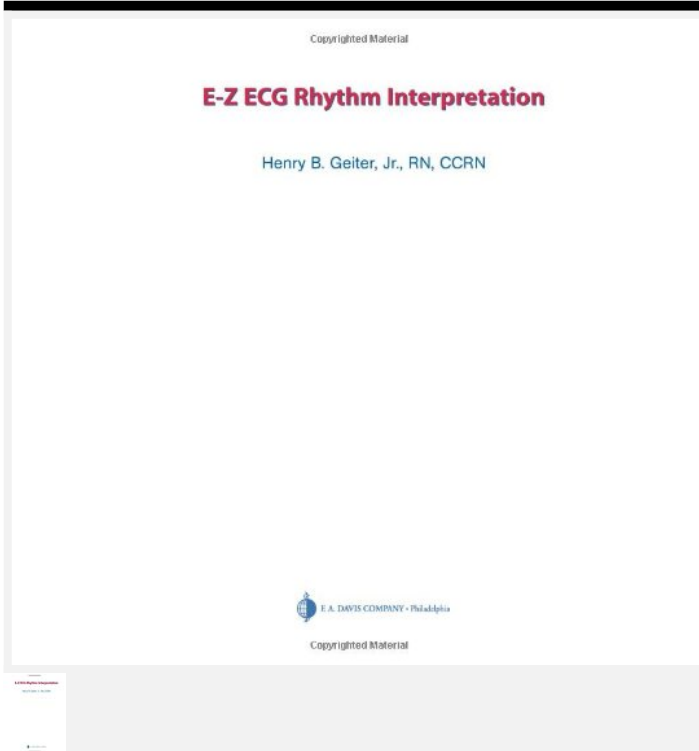 Copyrighted Material
E-Z ECG Rhythm Interpretation
Henry B. Geiter, Jr., RN, CCRN
F. A. DAVIS COMPANY • Philadelphia
Copyrighted Material